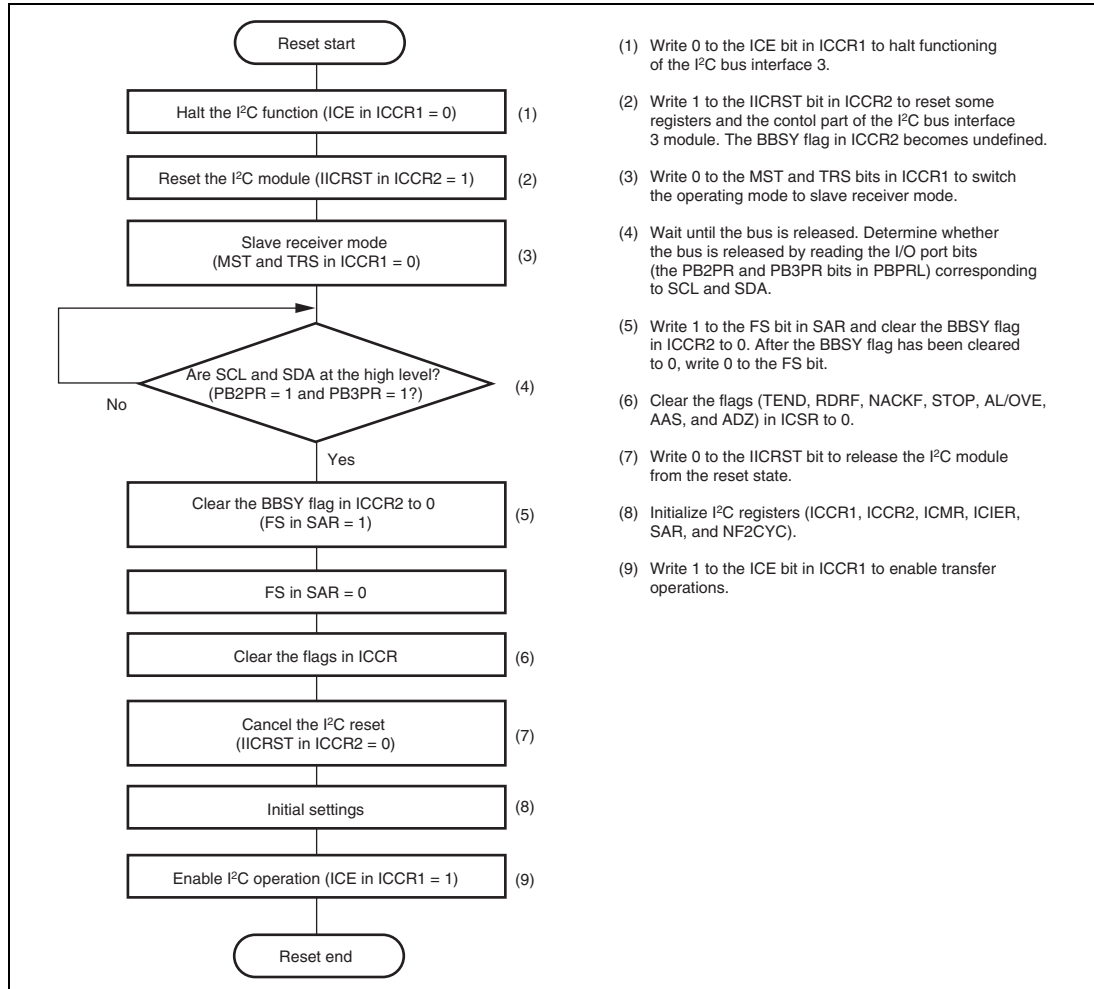 Reset start
Halt the I²C function (ICE in ICCR1 = 0)
(1)
Reset the I²C module (IICRST in ICCR2 = 1)
(2)
Slave receiver mode
(MST and TRS in ICCR1 = 0)
(3)
Are SCL and SDA at the high level?
(PB2PR = 1 and PB3PR = 1?)
(4)
No
Yes
Clear the BBSY flag in ICCR2 to 0
(FS in SAR = 1)
(5)
FS in SAR = 0
Clear the flags in ICCR
(6)
Cancel the I²C reset
(IICRST in ICCR2 = 0)
(7)
Initial settings
(8)
Enable I²C operation (ICE in ICCR1 = 1)
(9)
Reset end
(1) Write 0 to the ICE bit in ICCR1 to halt functioning
of the I²C bus interface 3.
(2) Write 1 to the IICRST bit in ICCR2 to reset some
registers and the contol part of the I²C bus interface
3 module. The BBSY flag in ICCR2 becomes undefined.
(3) Write 0 to the MST and TRS bits in ICCR1 to switch
the operating mode to slave receiver mode.
(4) Wait until the bus is released. Determine whether
the bus is released by reading the I/O port bits
(the PB2PR and PB3PR bits in PBPRL) corresponding
to SCL and SDA.
(5) Write 1 to the FS bit in SAR and clear the BBSY flag
in ICCR2 to 0. After the BBSY flag has been cleared
to 0, write 0 to the FS bit.
(6) Clear the flags (TEND, RDRF, NACKF, STOP, AL/OVE,
AAS, and ADZ) in ICSR to 0.
(7) Write 0 to the IICRST bit to release the I²C module
from the reset state.
(8) Initialize I²C registers (ICCR1, ICCR2, ICMR, ICIER,
SAR, and NF2CYC).
(9) Write 1 to the ICE bit in ICCR1 to enable transfer
operations.